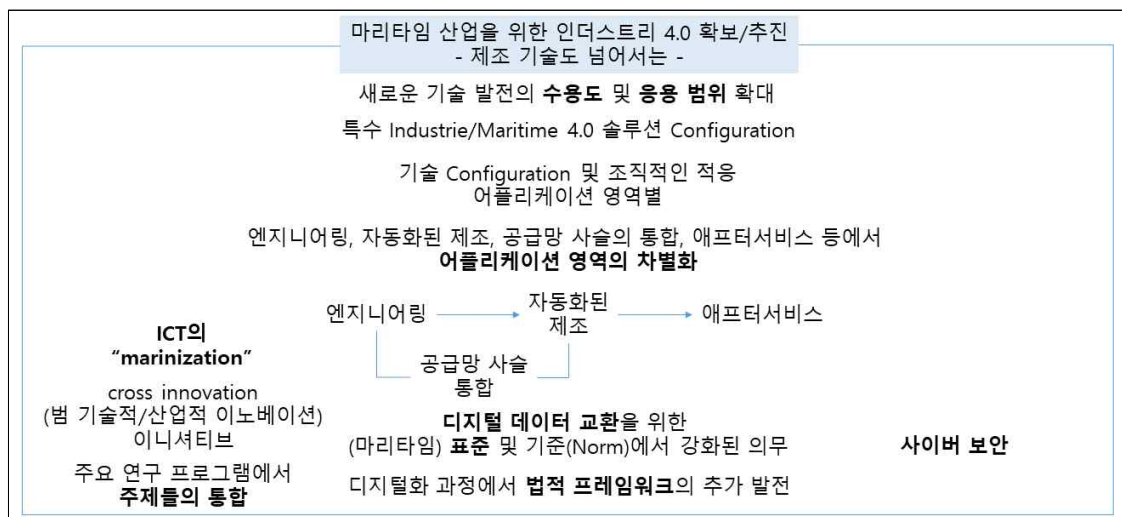 마리타임 산업을 위한 인더스트리 4.0 확보/추진
- 제조 기술도 넘어서는 -
새로운 기술 발전의 수용도 및 응용 범위 확대
특수 Industrie/Maritime 4.0 솔루션 Configuration
기술 Configuration 및 조직적인 적응
어플리케이션 영역별
엔지니어링, 자동화된 제조, 공급망 사슬의 통합, 애프터서비스 등에서
어플리케이션 영역의 차별화
엔지니어링
자동화된
제조
애프터서비스
공급망 사슬
통합
ICT의
“marinization”
cross innovation
(범 기술적/산업적 이노베이션)
이니셔티브
주요 연구 프로그램에서
주제들의 통합
디지털 데이터 교환을 위한
(마리타임) 표준 및 기준(Norm)에서 강화된 의무
디지털화 과정에서 법적 프레임워크의 추가 발전
사이버 보안